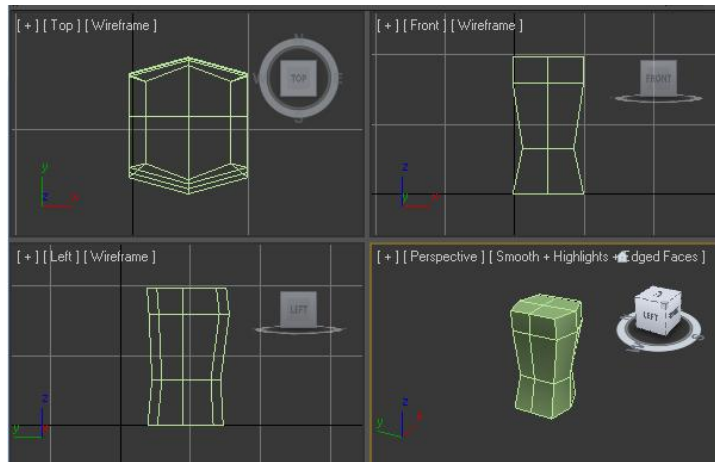 [ + ] [ Top ] [ Wireframe ]
N
W
TOP
E
S
y
z
x
[ + ] [ Front ] [ Wireframe ]
FRONT
z
y
x
[ + ] [ Left ] [ Wireframe ]
LEFT
z
y
x
[ + ] [ Perspective ] [ Smooth + Highlights + Edged Faces ]
LEFT
z
y